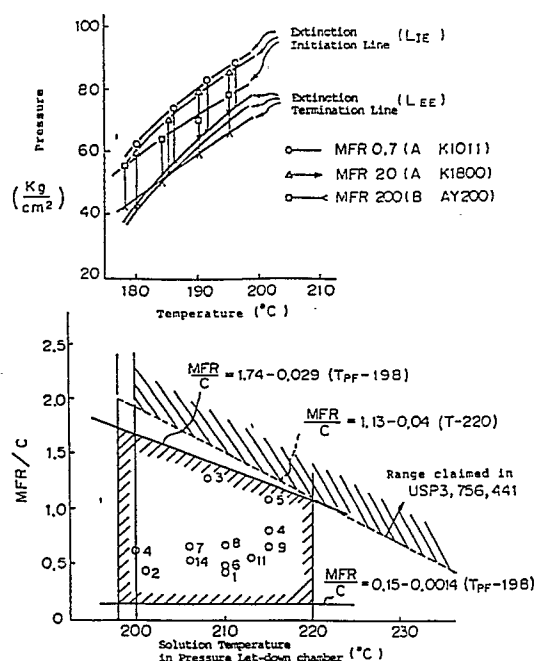 100
80
60
40
20
Pressure
(Kg/cm²)
180 190 200 210
Temperature (°C)
Extinction Initiation Line (LIE)
Extinction Termination Line (LEE)
MFR 0.7 (A K1011)
MFR 20 (A K1800)
MFR 200 (B AY200)
2.5
2.0
1.5
1.0
0.5
0.0
MFR/C
MFR/C = 1.74-0.029 (TPF-198)
MFR/C = 1.13-0.04 (T-220)
Range claimed in USP3,756,441
MFR/C = 0.15-0.0014 (TPF-198)
3
5
4
4
7
8
9
14
6
11
2
1
200 210 220 230
Solution Temperature in Pressure Let-down chamber (°C)